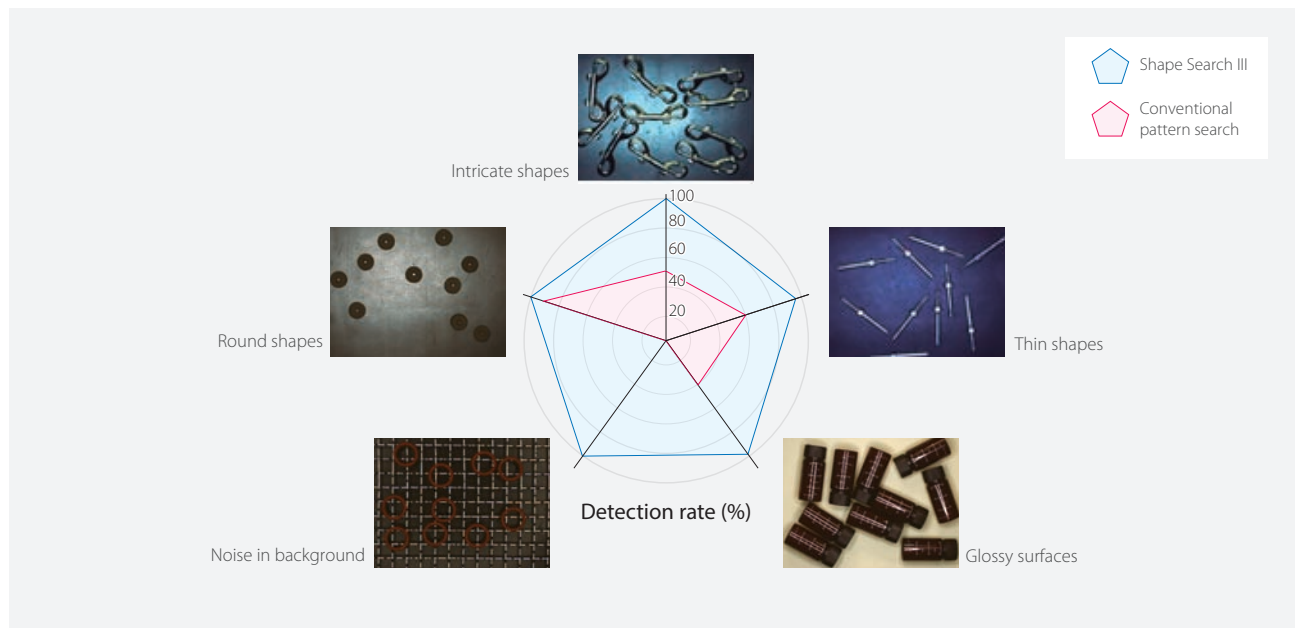 Shape Search III
Conventional
pattern search
Intricate shapes
100
80
60
40
20
Round shapes
Thin shapes
Detection rate (%)
Noise in background
Glossy surfaces